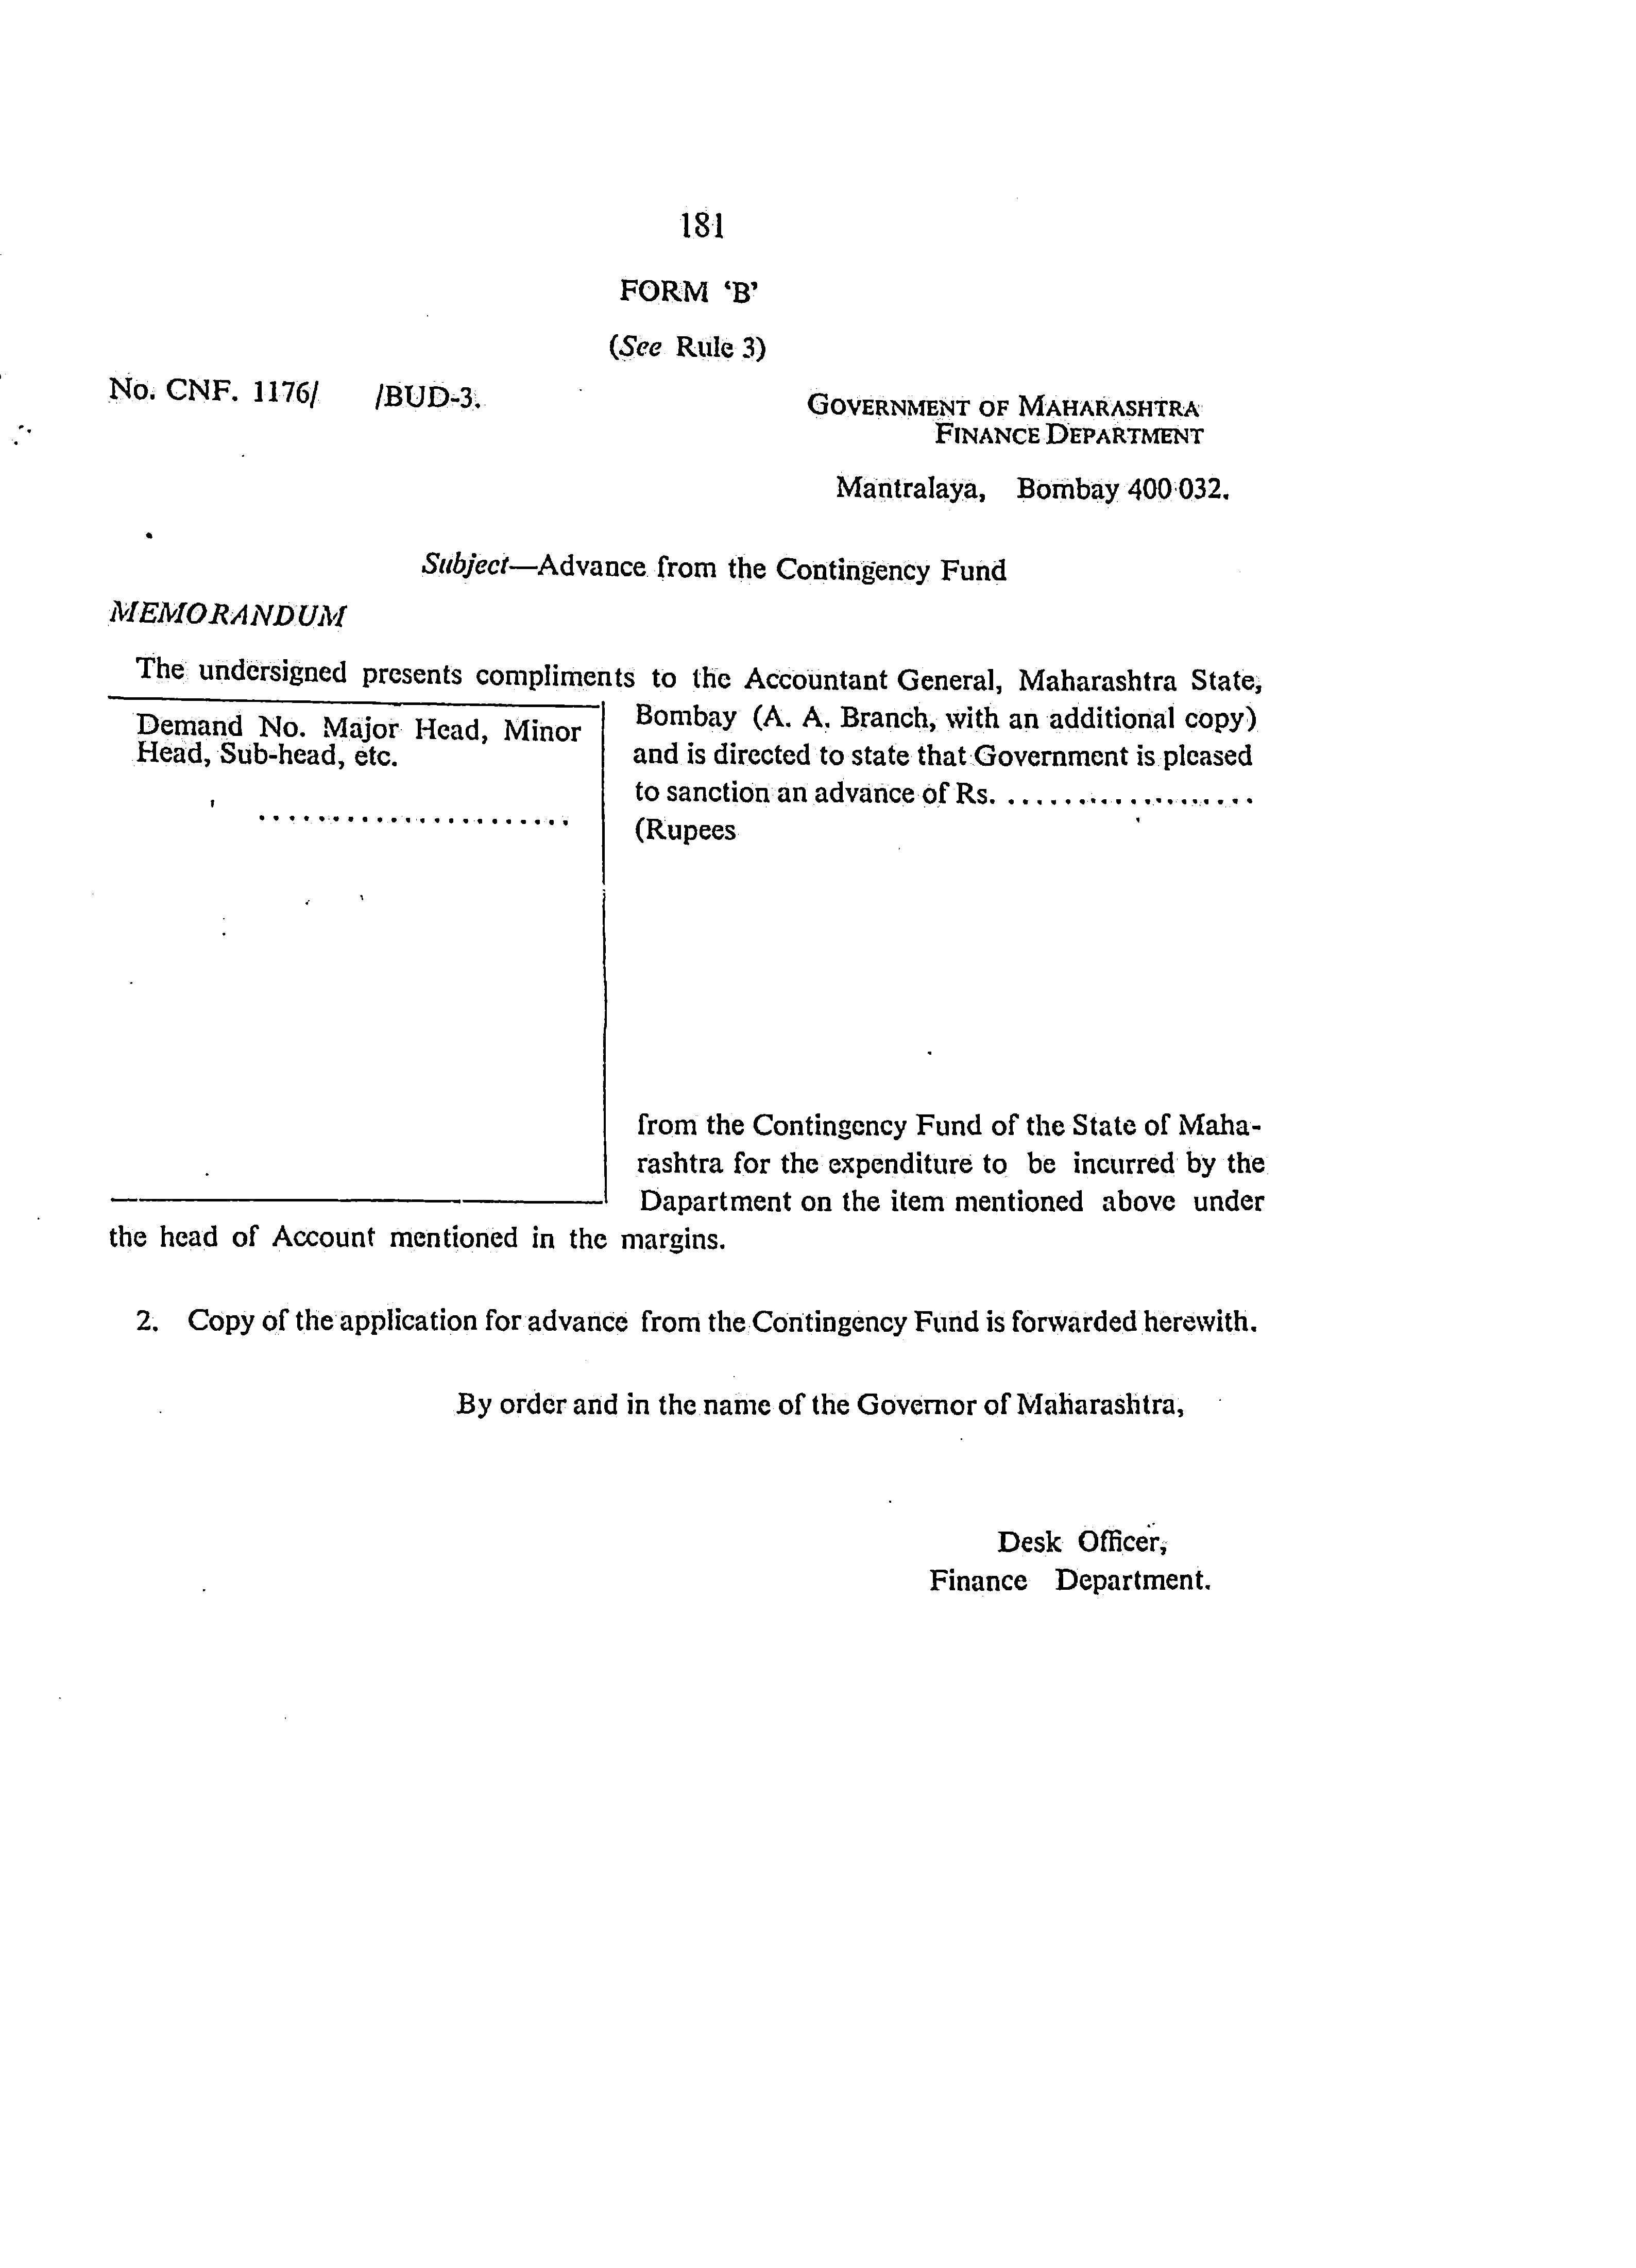 181
FORM ‘B’
(See Rule 3)
No. CNF. 1176/ /BUD-3.
GOVERNMENT OF MAHARASHTRA
FINANCE DEPARTMENT
Mantralaya, Bombay 400 032.
Subject—Advance from the Contingency Fund
MEMORANDUM
The undersigned presents compliments to the Accountant General, Maharashtra State,
Demand No. Major Head, Minor
Head, Sub-head, etc.
......................
Bombay (A. A. Branch, with an additional copy)
and is directed to state that Government is pleased
to sanction an advance of Rs. ..................
(Rupees
from the Contingency Fund of the State of Maha-
rashtra for the expenditure to be incurred by the
Dapartment on the item mentioned above under
the head of Account mentioned in the margins.
2. Copy of the application for advance from the Contingency Fund is forwarded herewith.
By order and in the name of the Governor of Maharashtra,
Desk Officer,
Finance Department.